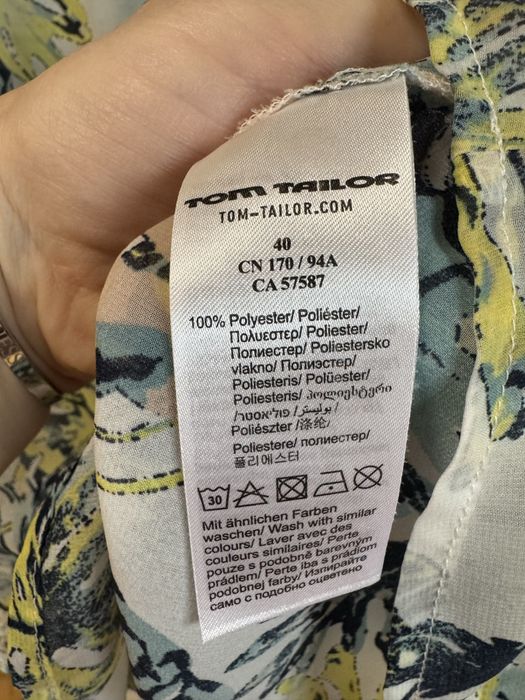 TOM TAILOR
TOM-TAILOR.COM
40
CN 170 / 94A
CA 57587
100% Polyester/ Poliéster/
Πολυεστερ/ Poliester/
Полиестер/ Poliestersko
vlakno/ Poliester/
Poliesteris/ Polüester/
Poliesteris/ პოლიესტერი/
/بوليستر/ פוליאסטר/
Poliészter /涤纶/
Poliestere/ полиестер/
폴리에스터
30
Mit ähnlichen Farben
waschen/ Wash with similar
colours/ Laver avec des
couleurs similaires/ Perte
pouze s podobně barevným
prádlem/ Perte iba s prádlom
podobnej farby/ Изпирайте
само с подобно оцветено